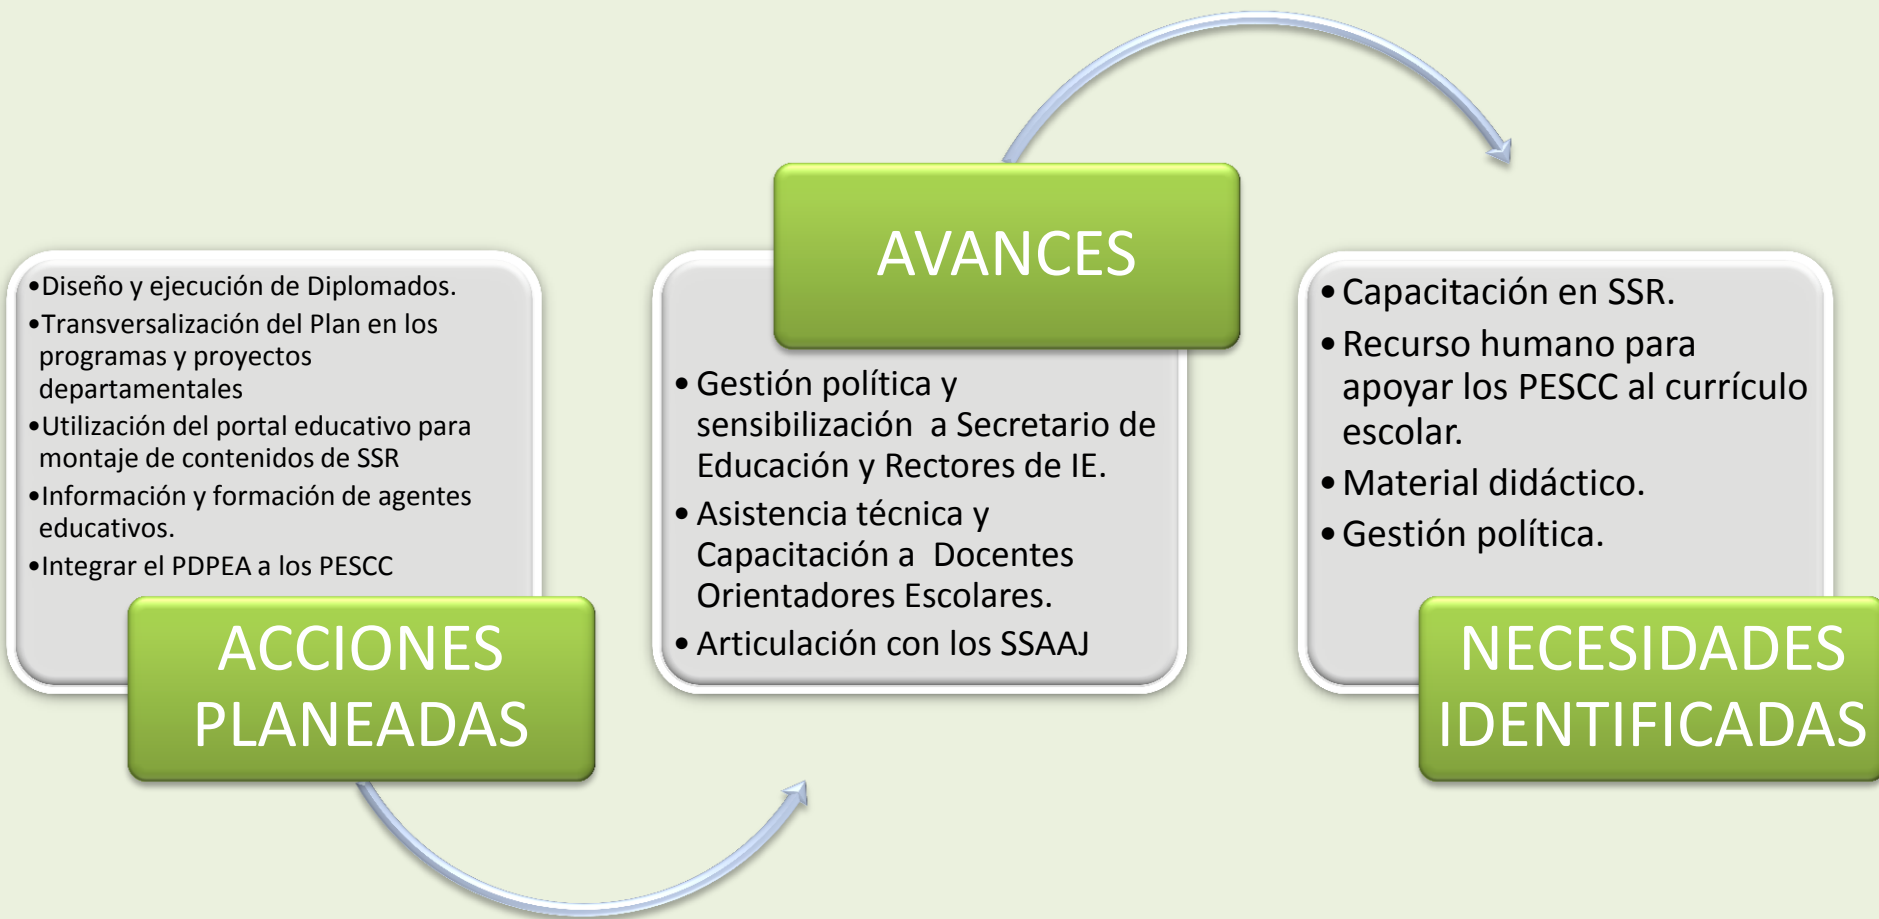 •Diseño y ejecución de Diplomados.
•Transversalización del Plan en los
programas y proyectos
departamentales
•Utilización del portal educativo para
montaje de contenidos de SSR
•Información y formación de agentes
educativos.
•Integrar el PDPEA a los PESCC
ACCIONES
PLANEADAS
AVANCES
• Gestión política y
sensibilización  a Secretario de
Educación y Rectores de IE.
• Asistencia técnica y
Capacitación a  Docentes
Orientadores Escolares.
• Articulación con los SSAAJ
• Capacitación en SSR.
• Recurso humano para
apoyar los PESCC al currículo
escolar.
• Material didáctico.
• Gestión política.
NECESIDADES
IDENTIFICADAS